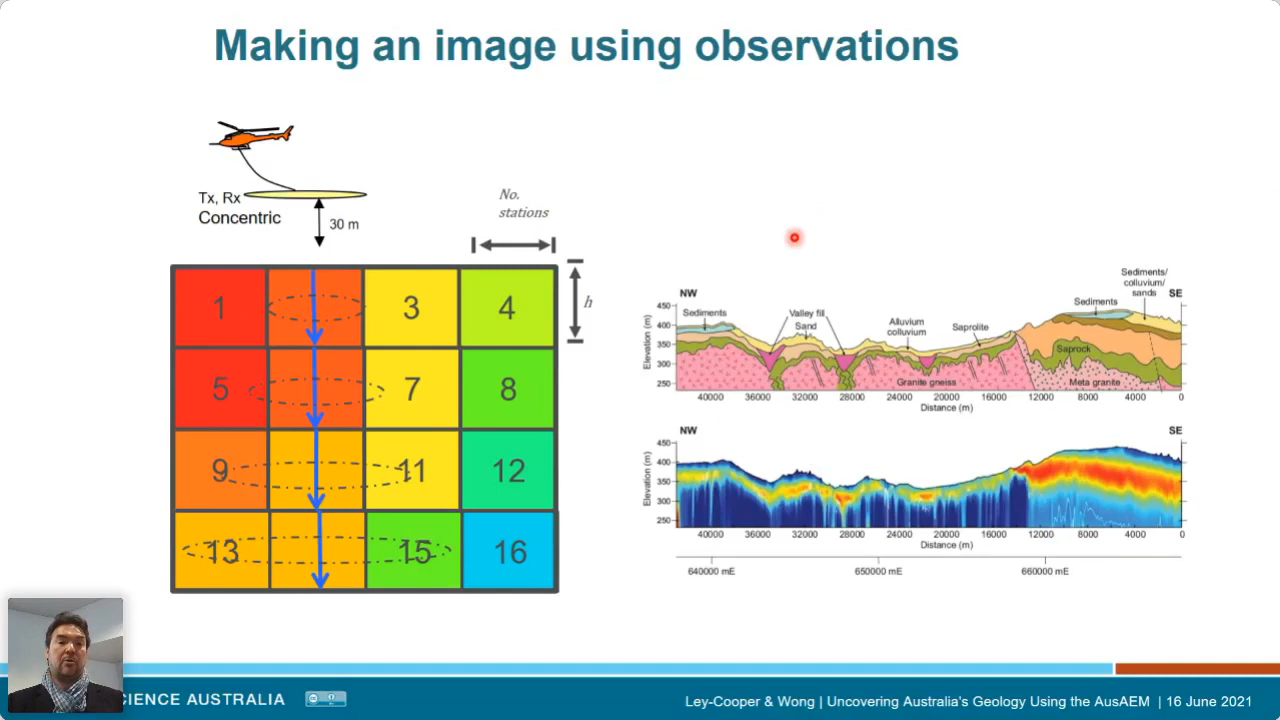 Making an image using observations
Tx, Rx
Concentric
30 m
No.
stations
h
1
3
4
5
7
8
9
11
12
13
15
16
NW
SE
Sediments
Valley fill
Sand
Alluvium
colluvium
Saprolite
Sediments
Sediments/
colluvium/
sands
Saprock
Granite gneiss
Meta granite
Elevation (m)
450
400
350
300
250
40000 36000 32000 28000 24000 20000 16000 12000 8000 4000 0
Distance (m)
NW
SE
Elevation (m)
450
400
350
300
250
40000 36000 32000 28000 24000 20000 16000 12000 8000 4000 0
Distance (m)
640000 mE 650000 mE 660000 mE
CIENCE AUSTRALIA
Ley-Cooper & Wong | Uncovering Australia's Geology Using the AusAEM | 16 June 2021